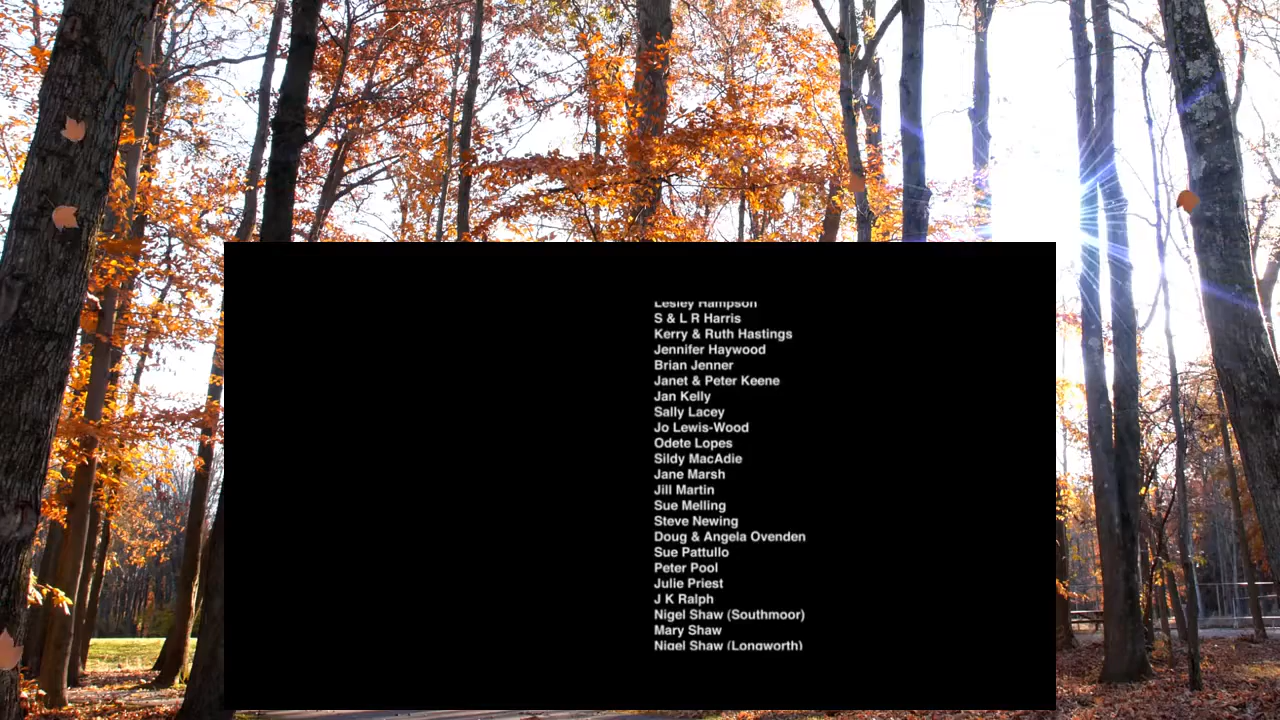 Lesley Hampson
S & L R Harris
Kerry & Ruth Hastings
Jennifer Haywood
Brian Jenner
Janet & Peter Keene
Jan Kelly
Sally Lacey
Jo Lewis-Wood
Odete Lopes
Sildy MacAdie
Jane Marsh
Jill Martin
Sue Melling
Steve Newing
Doug & Angela Ovenden
Sue Pattullo
Peter Pool
Julie Priest
J K Ralph
Nigel Shaw (Southmoor)
Mary Shaw
Nigel Shaw (Longworth)